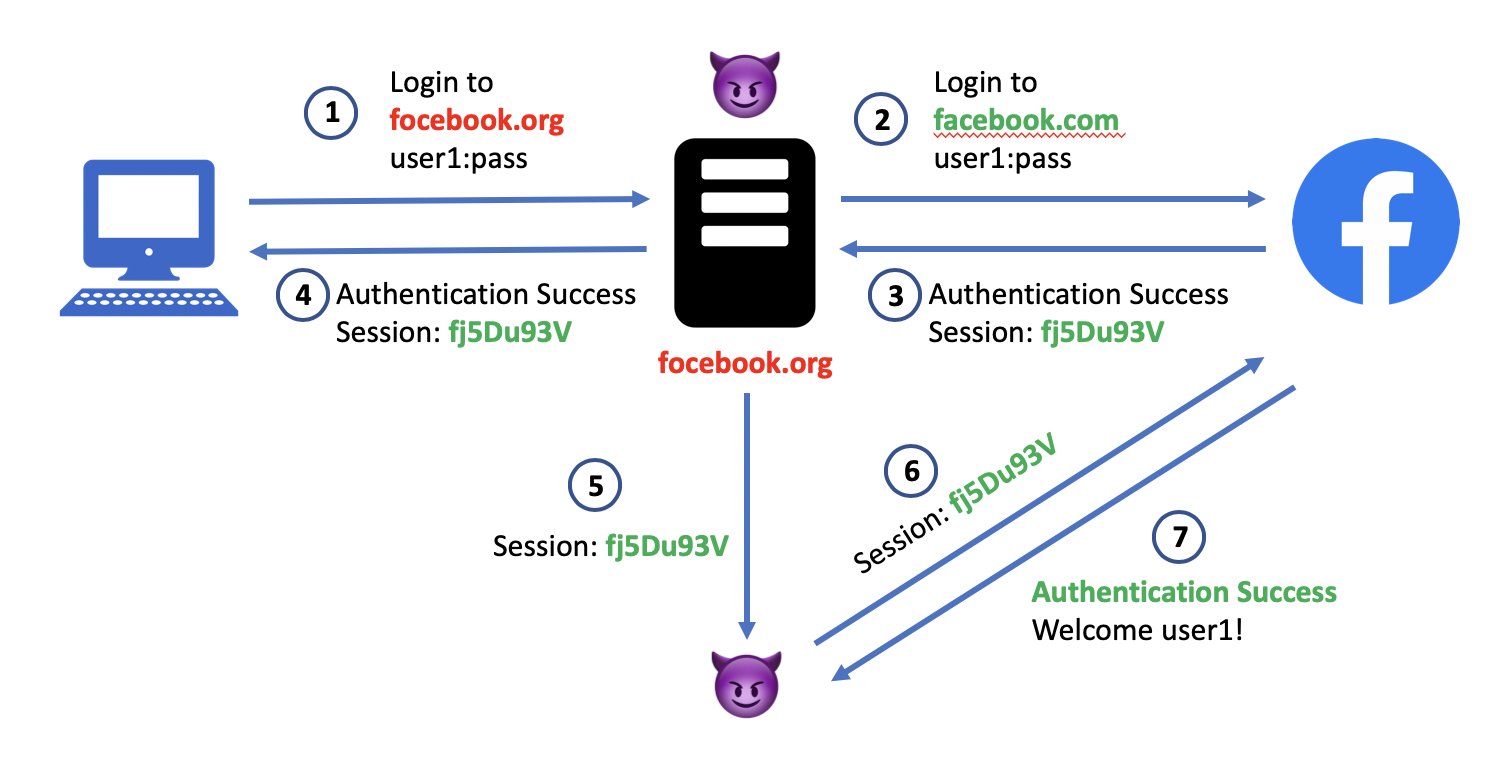 1
Login to
focebook.org
user1:pass
2
Login to
facebook.com
user1:pass
4
Authentication Success
Session: fj5Du93V
3
Authentication Success
Session: fj5Du93V
focebook.org
5
Session: fj5Du93V
6
Session: fj5Du93V
7
Authentication Success
Welcome user1!